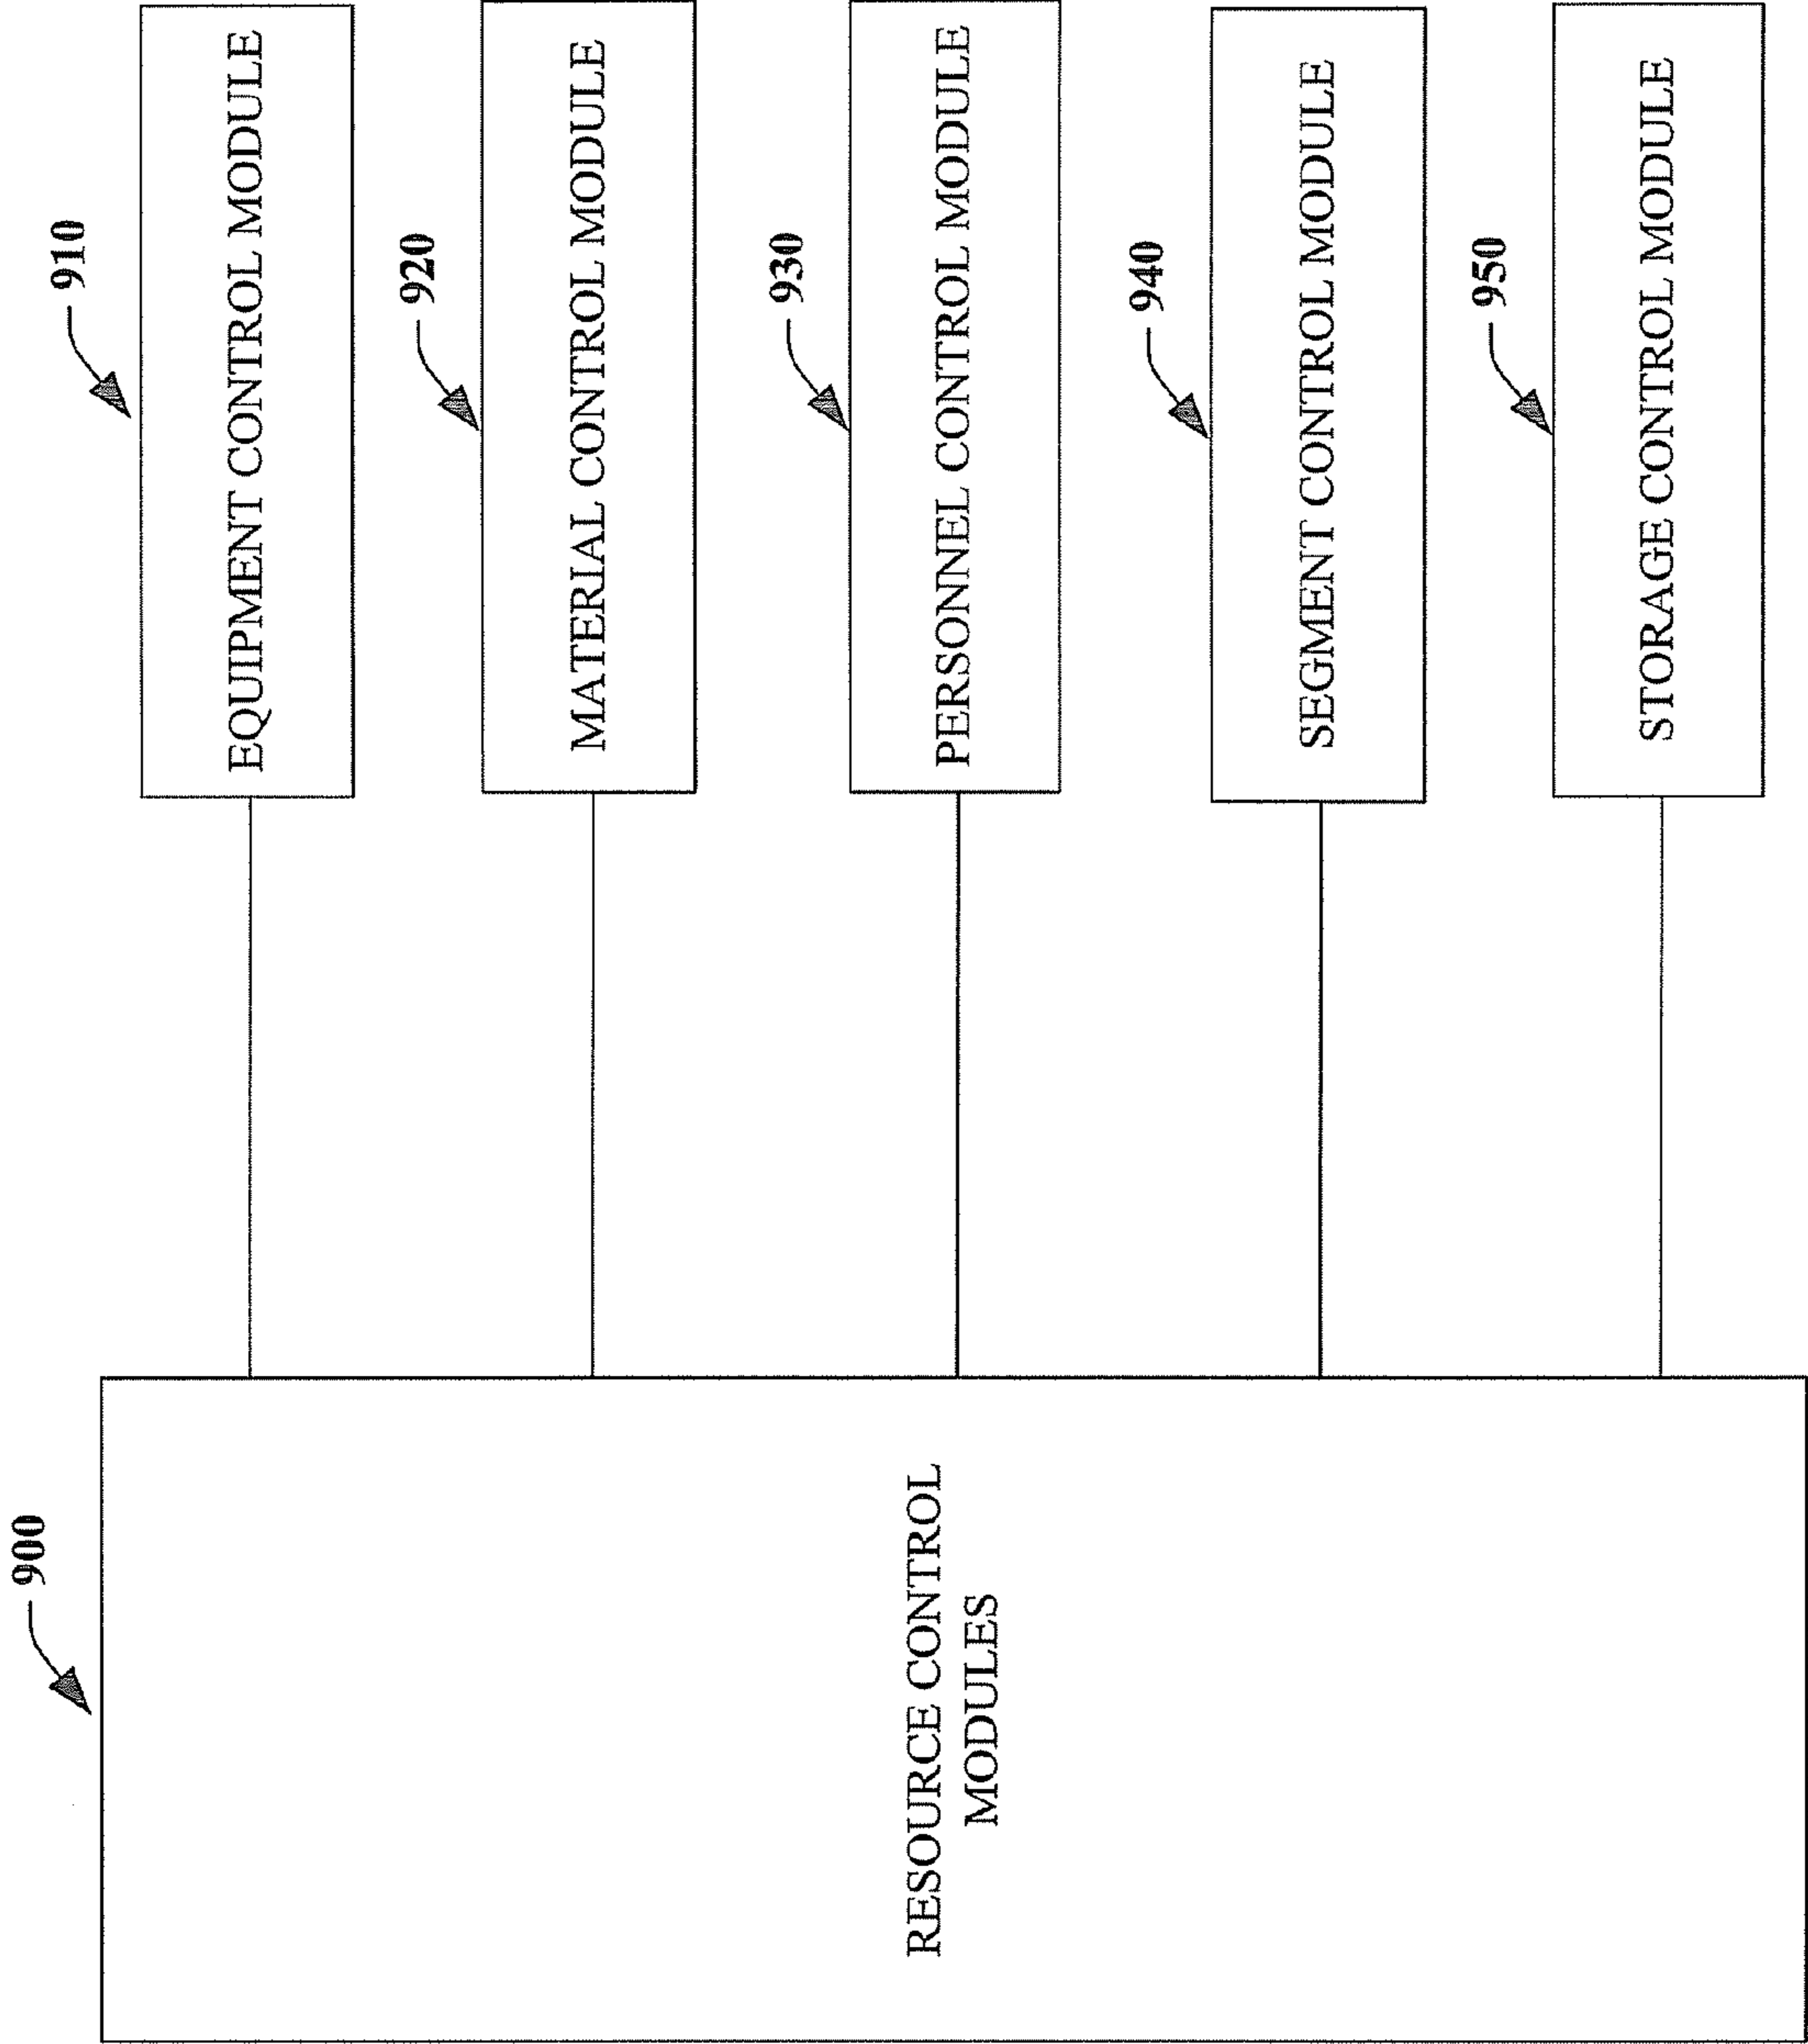 900
RESOURCE CONTROL
MODULES
910
EQUIPMENT CONTROL MODULE
920
MATERIAL CONTROL MODULE
930
PERSONNEL CONTROL MODULE
940
SEGMENT CONTROL MODULE
950
STORAGE CONTROL MODULE